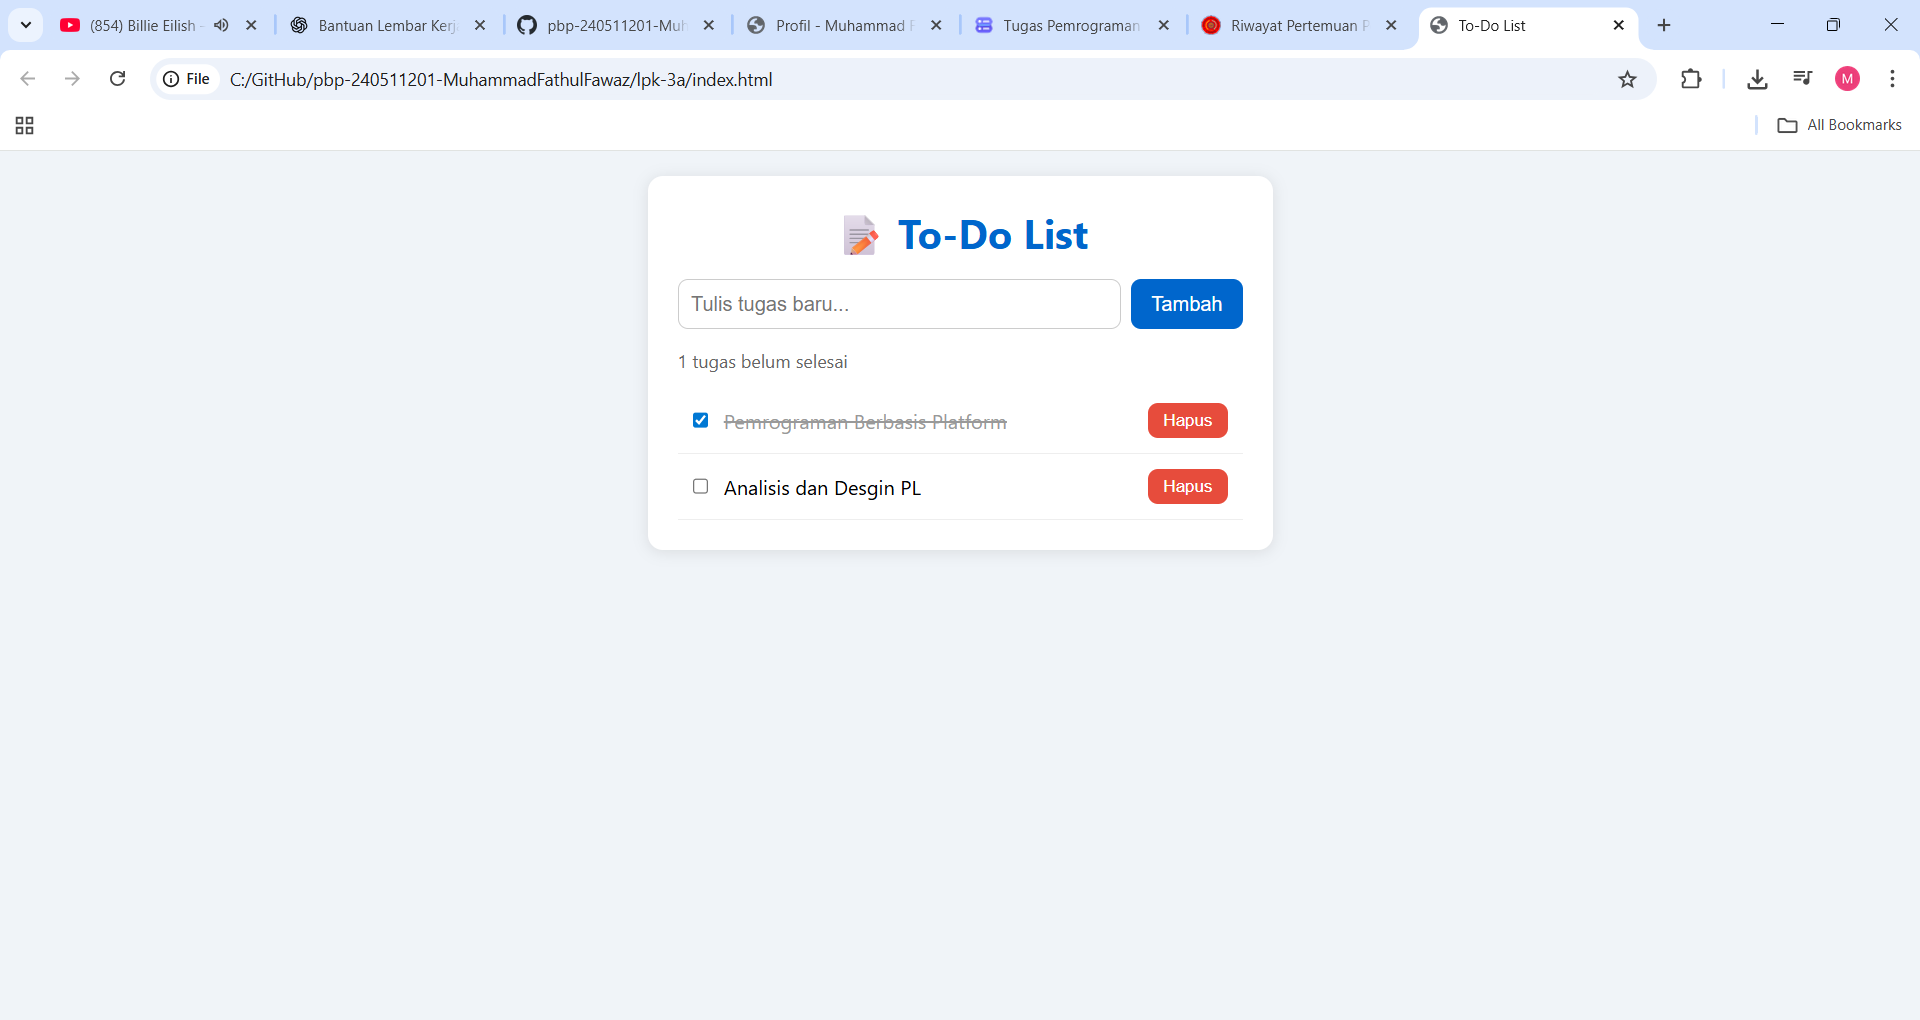 (854) Billie Eilish -
Bantuan Lembar Kerj
pbp-240511201-Muh
Profil - Muhammad F
Tugas Pemrograman
Riwayat Pertemuan P
To-Do List
File
C:/GitHub/pbp-240511201-MuhammadFathulFawaz/lpk-3a/index.html
M
All Bookmarks
To-Do List
Tulis tugas baru...
Tambah
1 tugas belum selesai
Pemrograman Berbasis Platform
Hapus
Analisis dan Desgin PL
Hapus